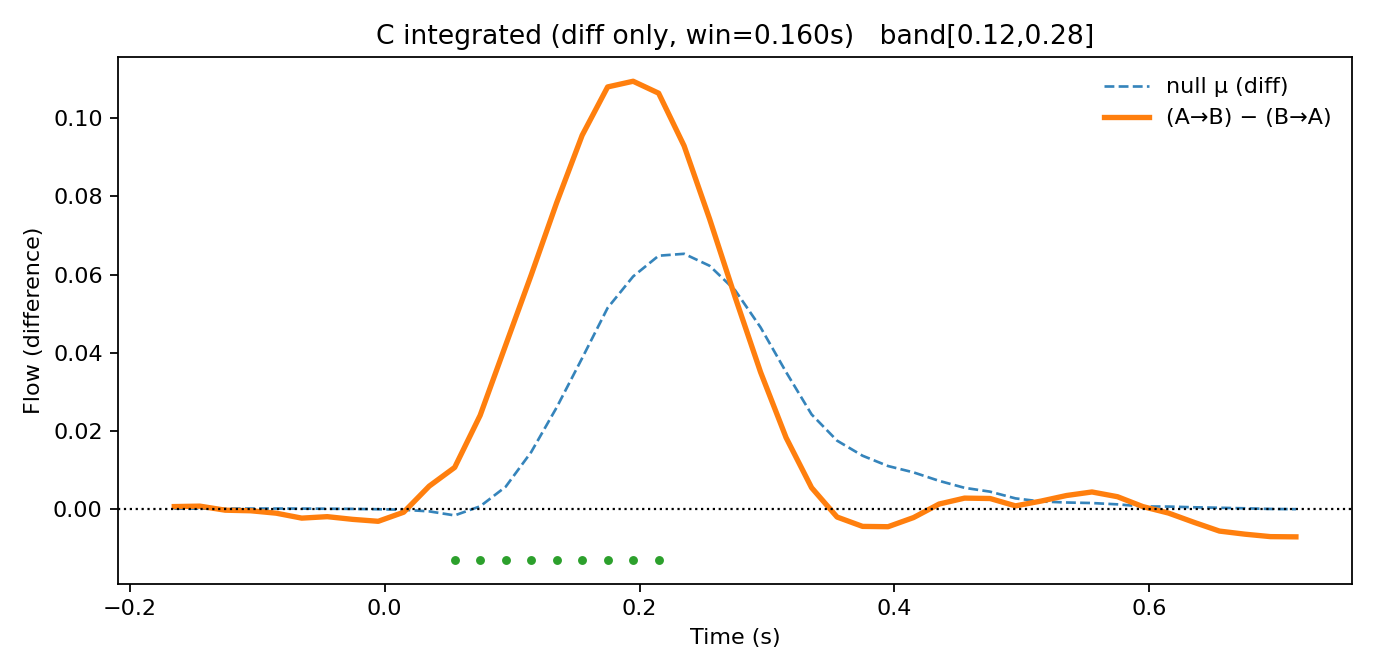 C integrated (diff only, win=0.160s)   band[0.12,0.28]
null μ (diff)
(A→B) − (B→A)
Flow (difference)
0.10
0.08
0.06
0.04
0.02
0.00
−0.2
0.0
0.2
0.4
0.6
Time (s)